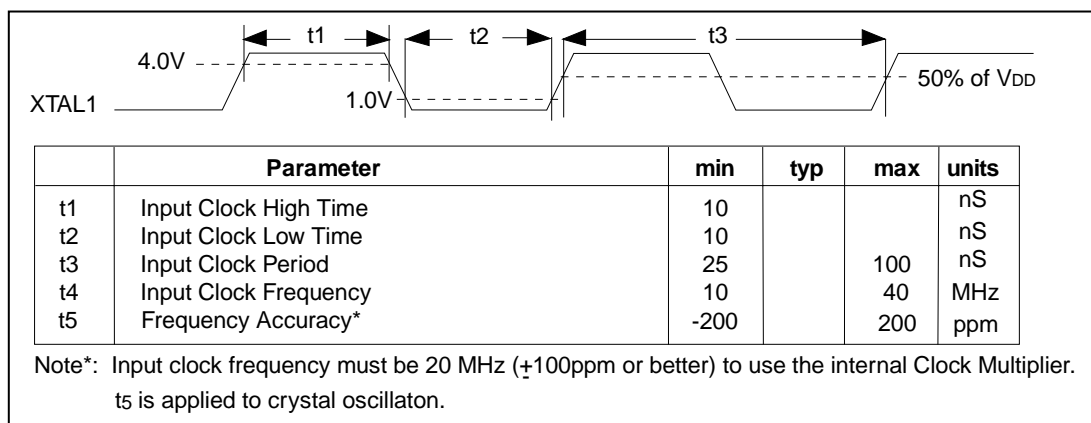 t1 t2 t3
4.0V
50% of VDD
1.0V
XTAL1
Parameter min typ max units
t1 Input Clock High Time 10 nS
t2 Input Clock Low Time 10 nS
t3 Input Clock Period 25 100 nS
t4 Input Clock Frequency 10 40 MHz
t5 Frequency Accuracy* -200 200 ppm
Note*: Input clock frequency must be 20 MHz (±100ppm or better) to use the internal Clock Multiplier.
t5 is applied to crystal oscillaton.